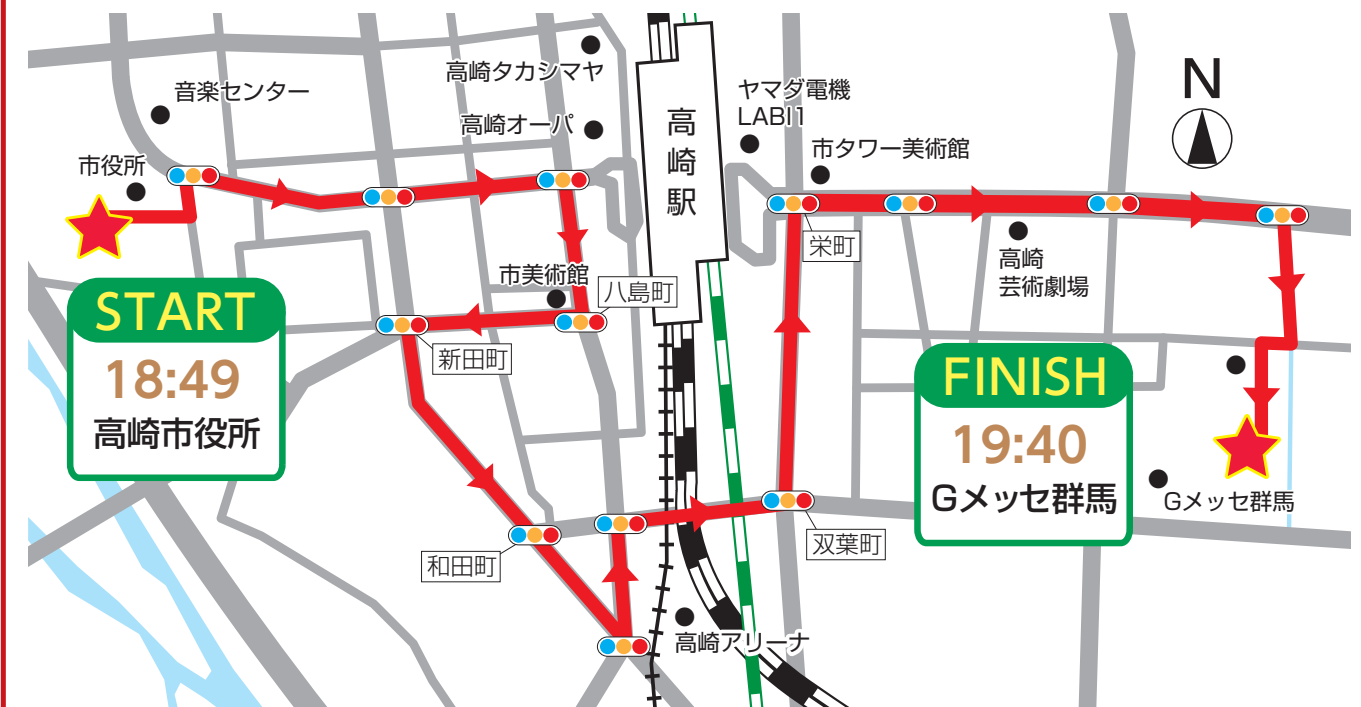 高崎タカシマヤ
音楽センター
高崎オーパ
市役所
高崎駅
ヤマダ電機
LABI1
市タワー美術館
N
栄町
高崎
芸術劇場
市美術館
八島町
新田町
START
18:49
高崎市役所
FINISH
19:40
Gメッセ群馬
Gメッセ群馬
双葉町
和田町
高崎アリーナ